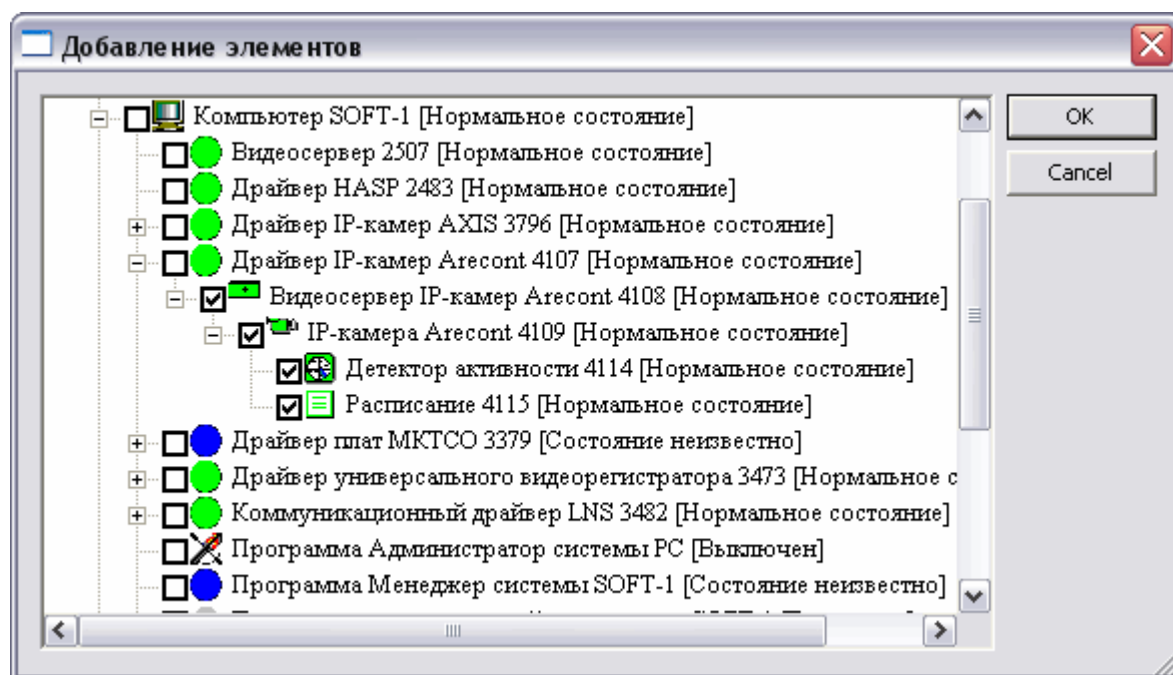 Добавление элементов
Компьютер SOFT-1 [Нормальное состояние]
OK
Видеосервер 2507 [Нормальное состояние]
Cancel
Драйвер HASP 2483 [Нормальное состояние]
Драйвер IP-камер AXIS 3796 [Нормальное состояние]
Драйвер IP-камер Arecont 4107 [Нормальное состояние]
Видеосервер IP-камер Arecont 4108 [Нормальное состояние]
IP-камера Arecont 4109 [Нормальное состояние]
Детектор активности 4114 [Нормальное состояние]
Расписание 4115 [Нормальное состояние]
Драйвер плат МКТСО 3379 [Состояние неизвестно]
Драйвер универсального видеорегистратора 3473 [Нормальное с
Коммуникационный драйвер LNS 3482 [Нормальное состояние]
Программа Администратор системы PC [Выключен]
Программа Менеджер системы SOFT-1 [Состояние неизвестно]